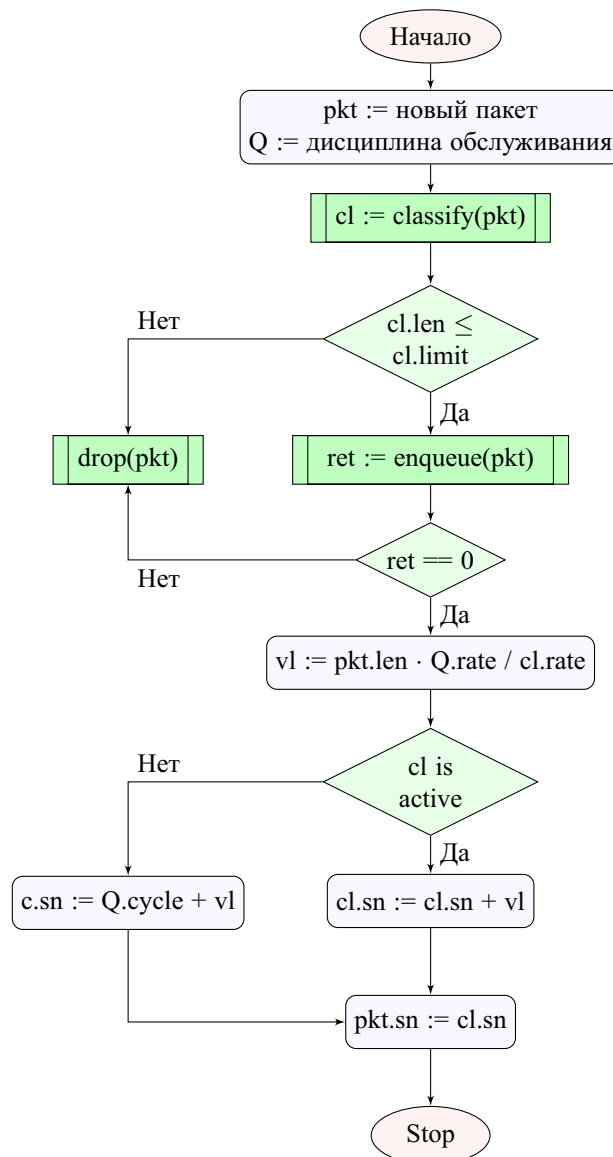 Начало
pkt := новый пакет
Q := дисциплина обслуживания
cl := classify(pkt)
cl.len ≤
cl.limit
Нет
Да
drop(pkt)
ret := enqueue(pkt)
ret == 0
Нет
Да
vl := pkt.len · Q.rate / cl.rate
cl is
active
Нет
Да
c.sn := Q.cycle + vl
cl.sn := cl.sn + vl
pkt.sn := cl.sn
Stop